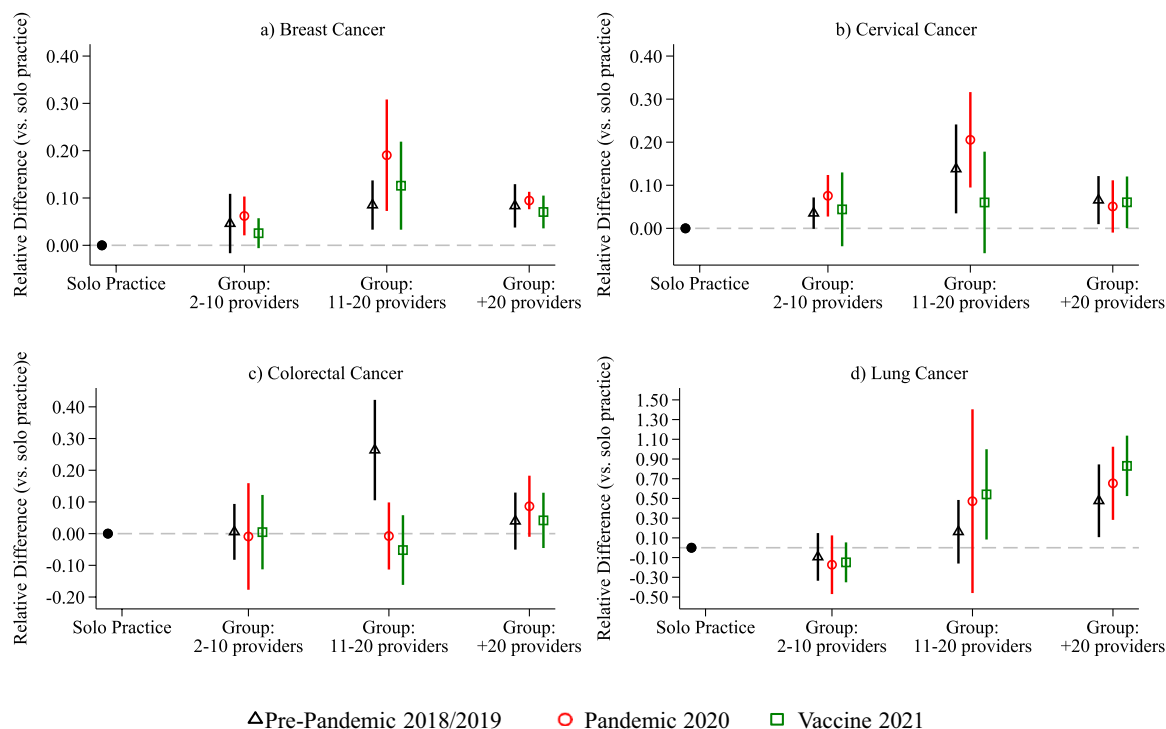 a) Breast Cancer
Relative Difference (vs. solo practice)
0.40
0.30
0.20
0.10
0.00
Solo Practice
Group:
2-10 providers
Group:
11-20 providers
Group:
+20 providers
b) Cervical Cancer
Relative Difference (vs. solo practice)
0.40
0.30
0.20
0.10
0.00
Solo Practice
Group:
2-10 providers
Group:
11-20 providers
Group:
+20 providers
c) Colorectal Cancer
Relative Difference (vs. solo practice)e
0.40
0.30
0.20
0.10
0.00
-0.10
-0.20
Solo Practice
Group:
2-10 providers
Group:
11-20 providers
Group:
+20 providers
d) Lung Cancer
Relative Difference (vs. solo practice)
1.50
1.30
1.10
0.90
0.70
0.50
0.30
0.10
-0.10
-0.30
-0.50
Solo Practice
Group:
2-10 providers
Group:
11-20 providers
Group:
+20 providers
Pre-Pandemic 2018/2019 Pandemic 2020 Vaccine 2021